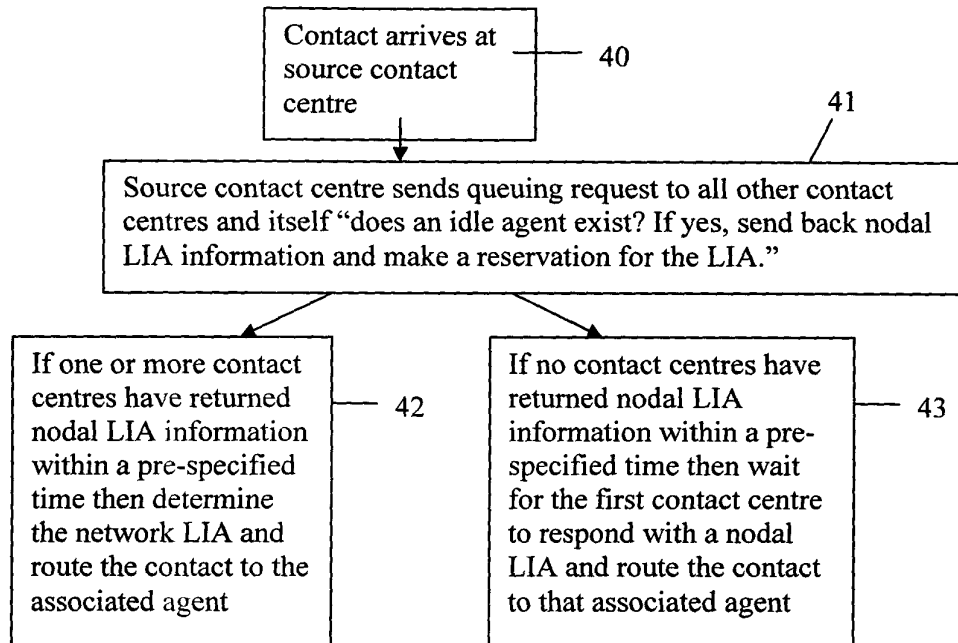 Contact arrives at
source contact
centre
40
41
Source contact centre sends queuing request to all other contact
centres and itself “does an idle agent exist? If yes, send back nodal
LIA information and make a reservation for the LIA.”
If one or more contact
centres have returned
nodal LIA information
within a pre-specified
time then determine
the network LIA and
route the contact to the
associated agent
42
If no contact centres have
returned nodal LIA
information within a pre-
specified time then wait
for the first contact centre
to respond with a nodal
LIA and route the contact
to that associated agent
43